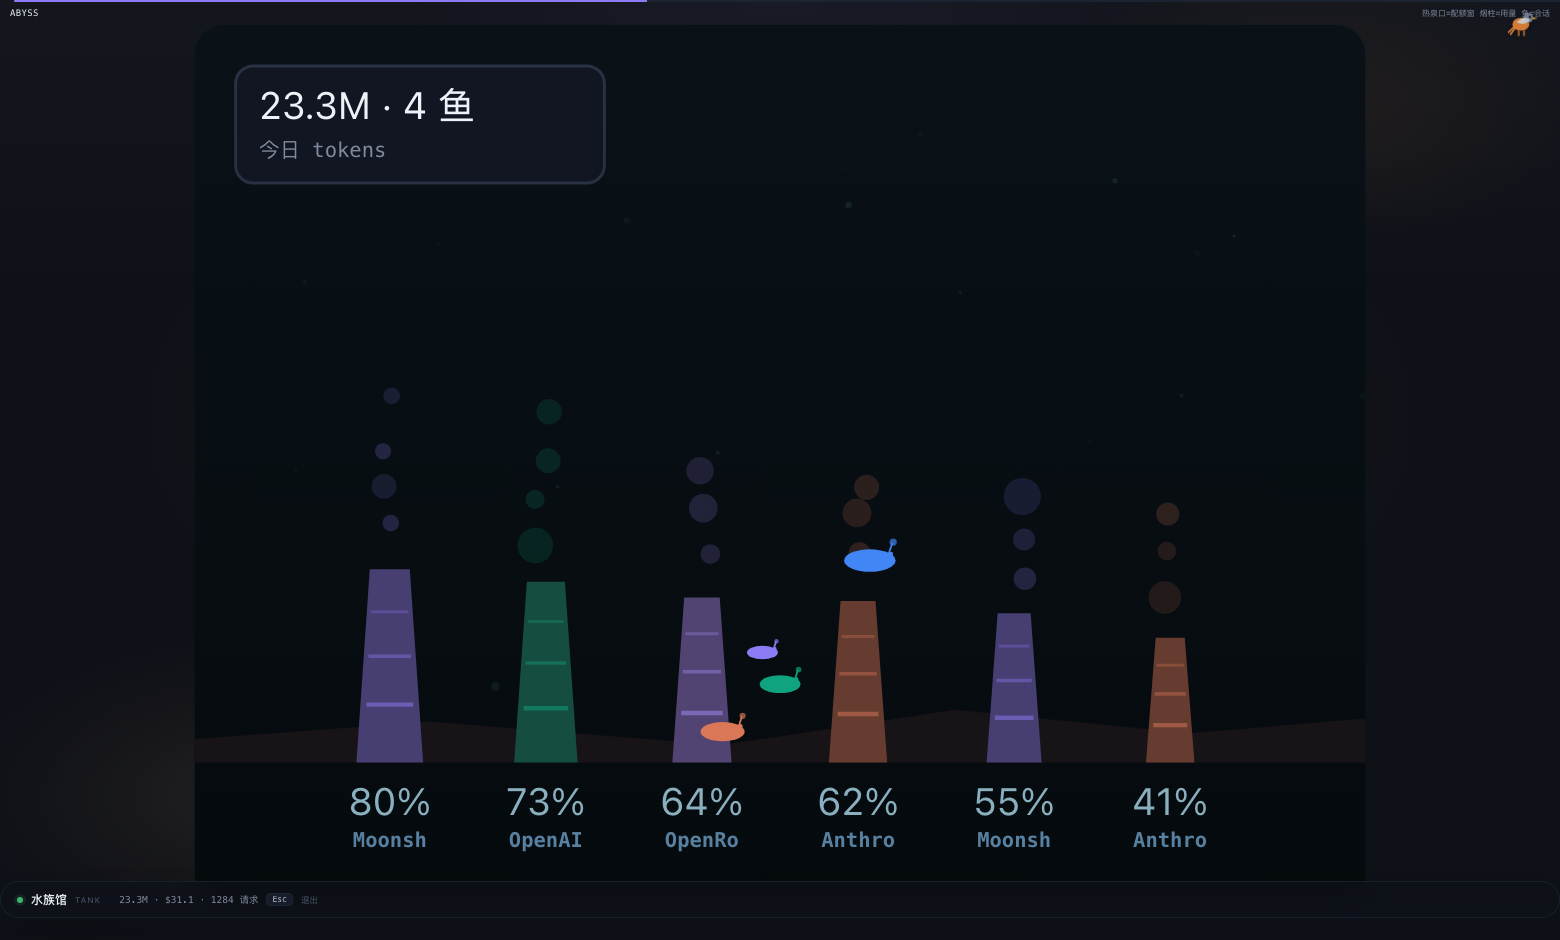 ABYSS
热泉口=配额窗 烟柱=用量 鱼=会话
23.3M · 4 鱼
今日 tokens
80% 73% 64% 62% 55% 41%
Moonsh OpenAI OpenRo Anthro Moonsh Anthro
水族馆 TANK 23.3M · $31.1 · 1284 请求 Esc 退出